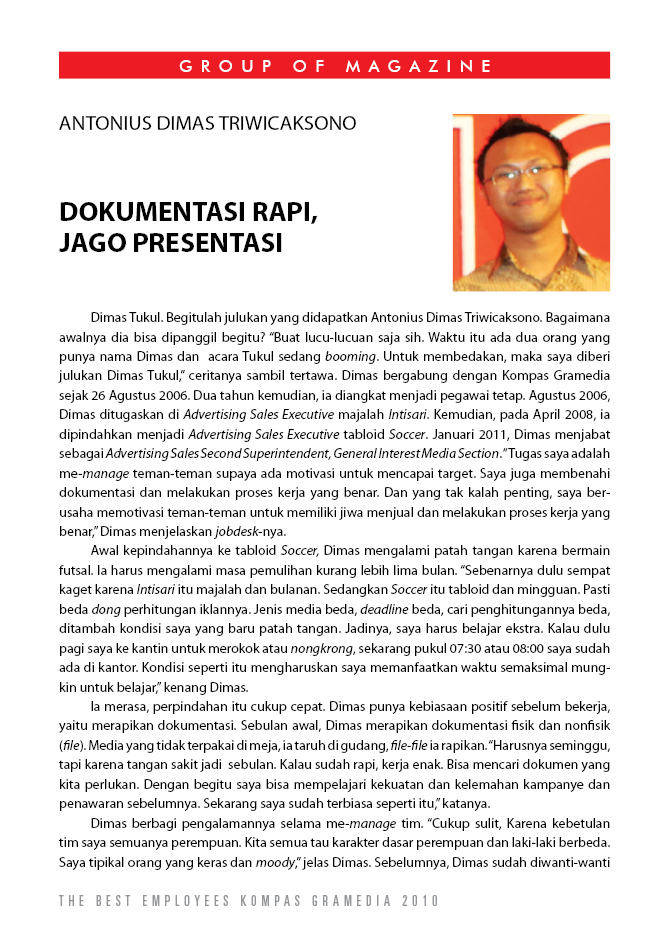 GROUP OF MAGAZINE
ANTONIUS DIMAS TRIWICAKSONO
DOKUMENTASI RAPI,
JAGO PRESENTASI
Dimas Tukul. Begitulah julukan yang didapatkan Antonius Dimas Triwicaksono. Bagaimana
awalnya dia bisa dipanggil begitu? “Buat lucu-lucuan saja sih. Waktu itu ada dua orang yang
punya nama Dimas dan acara Tukul sedang booming. Untuk membedakan, maka saya diberi
julukan Dimas Tukul,” ceritanya sambil tertawa. Dimas bergabung dengan Kompas Gramedia
sejak 26 Agustus 2006. Dua tahun kemudian, ia diangkat menjadi pegawai tetap. Agustus 2006,
Dimas ditugaskan di Advertising Sales Executive majalah Intisari. Kemudian, pada April 2008, ia
dipindahkan menjadi Advertising Sales Executive tabloid Soccer. Januari 2011, Dimas menjabat
sebagai Advertising Sales Second Superintendent, General Interest Media Section. “Tugas saya adalah
me-manage teman-teman supaya ada motivasi untuk mencapai target. Saya juga membenahi
dokumentasi dan melakukan proses kerja yang benar. Dan yang tak kalah penting, saya ber-
usaha memotivasi teman-teman untuk memiliki jiwa menjual dan melakukan proses kerja yang
benar,” Dimas menjelaskan jobdesk-nya.
Awal kepindahannya ke tabloid Soccer, Dimas mengalami patah tangan karena bermain
futsal. Ia harus mengalami masa pemulihan kurang lebih lima bulan. “Sebenarnya dulu sempat
kaget karena Intisari itu majalah dan bulanan. Sedangkan Soccer itu tabloid dan mingguan. Pasti
beda dong perhitungan iklannya. Jenis media beda, deadline beda, cari penghitungannya beda,
ditambah kondisi saya yang baru patah tangan. Jadinya, saya harus belajar ekstra. Kalau dulu
pagi saya ke kantin untuk merokok atau nongkrong, sekarang pukul 07:30 atau 08:00 saya sudah
ada di kantor. Kondisi seperti itu mengharuskan saya memanfaatkan waktu semaksimal mung-
kin untuk belajar,” kenang Dimas.
Ia merasa, perpindahan itu cukup cepat. Dimas punya kebiasaan positif sebelum bekerja,
yaitu merapikan dokumentasi. Sebulan awal, Dimas merapikan dokumentasi fisik dan nonfisik
(file). Media yang tidak terpakai di meja, ia taruh di gudang, file-file ia rapikan. “Harusnya seminggu,
tapi karena tangan sakit jadi sebulan. Kalau sudah rapi, kerja enak. Bisa mencari dokumen yang
kita perlukan. Dengan begitu saya bisa mempelajari kekuatan dan kelemahan kampanye dan
penawaran sebelumnya. Sekarang saya sudah terbiasa seperti itu,” katanya.
Dimas berbagi pengalamannya selama me-manage tim. “Cukup sulit, Karena kebetulan
tim saya semuanya perempuan. Kita semua tau karakter dasar perempuan dan laki-laki berbeda.
Saya tipikal orang yang keras dan moody,” jelas Dimas. Sebelumnya, Dimas sudah diwanti-wanti
THE BEST EMPLOYEES KOMPAS GRAMEDIA 2010